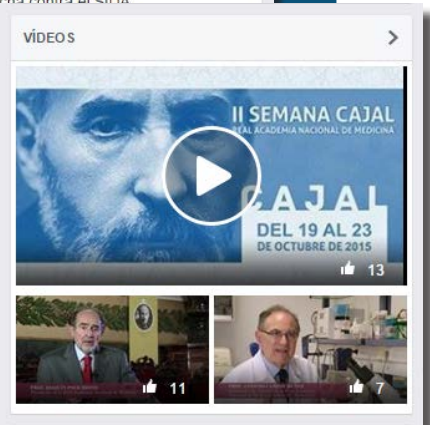 VÍDEOS
II SEMANA CAJAL
REAL ACADEMIA NACIONAL DE MEDICINA
CAJAL
DEL 19 AL 23
DE OCTUBRE DE 2015
13
11
7